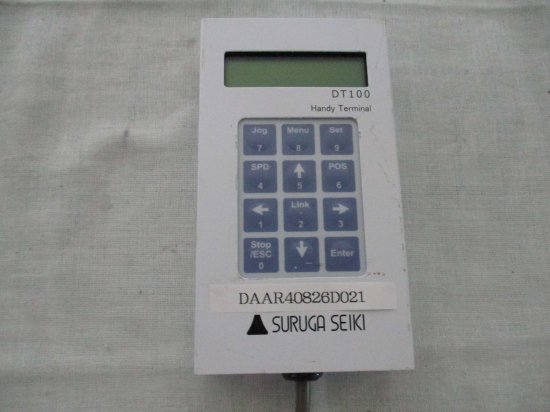 DT100
Handy Terminal
Jog Menu Set
7 8 9
SPD POS
4 5 6
Link
1 2 3
Stop
/ESC Enter
0
DAAR40826D021
SURUGA SEIKI